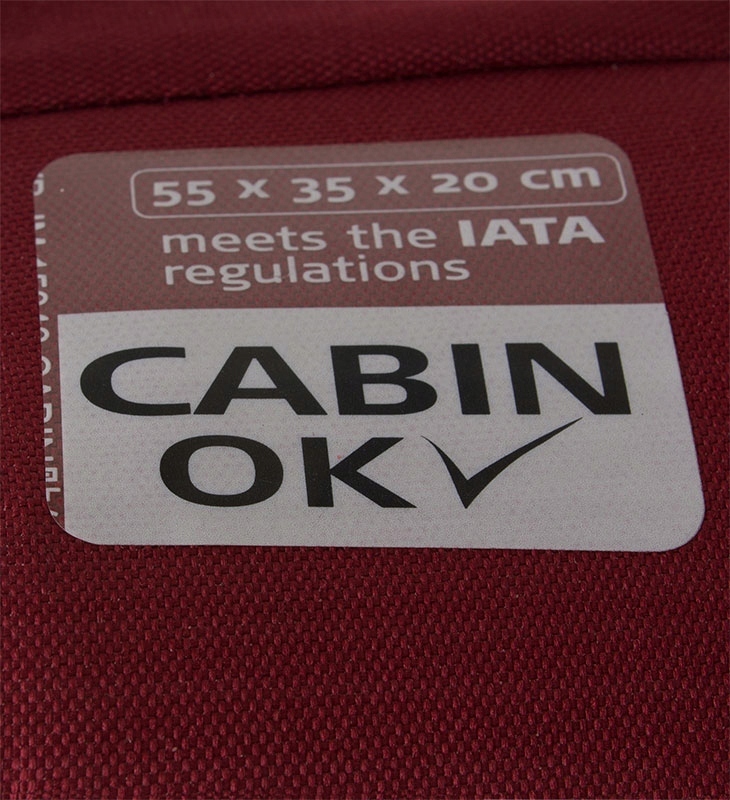 55 x 35 x 20 cm
meets the IATA
regulations
CABIN
OK